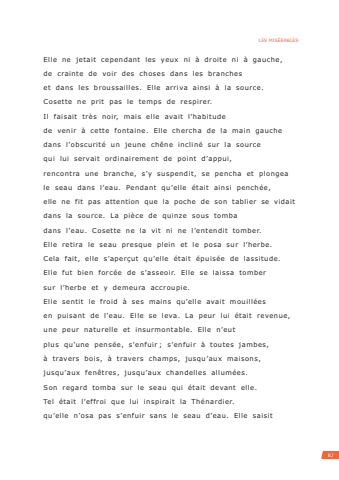 LES MISÉRABLES
Elle ne jetait cependant les yeux ni à droite ni à gauche,
de crainte de voir des choses dans les branches
et dans les broussailles. Elle arriva ainsi à la source.
Cosette ne prit pas le temps de respirer.
Il faisait très noir, mais elle avait l’habitude
de venir à cette fontaine. Elle chercha de la main gauche
dans l’obscurité un jeune chêne incliné sur la source
qui lui servait ordinairement de point d’appui,
rencontra une branche, s’y suspendit, se pencha et plongea
le seau dans l’eau. Pendant qu’elle était ainsi penchée,
elle ne fit pas attention que la poche de son tablier se vidait
dans la source. La pièce de quinze sous tomba
dans l’eau. Cosette ne la vit ni ne l’entendit tomber.
Elle retira le seau presque plein et le posa sur l’herbe.
Cela fait, elle s’aperçut qu’elle était épuisée de lassitude.
Elle fut bien forcée de s’asseoir. Elle se laissa tomber
sur l’herbe et y demeura accroupie.
Elle sentit le froid à ses mains qu’elle avait mouillées
en puisant de l’eau. Elle se leva. La peur lui était revenue,
une peur naturelle et insurmontable. Elle n’eut
plus qu’une pensée, s’enfuir ; s’enfuir à toutes jambes,
à travers bois, à travers champs, jusqu’aux maisons,
jusqu’aux fenêtres, jusqu’aux chandelles allumées.
Son regard tomba sur le seau qui était devant elle.
Tel était l’effroi que lui inspirait la Thénardier.
qu’elle n’osa pas s’enfuir sans le seau d’eau. Elle saisit